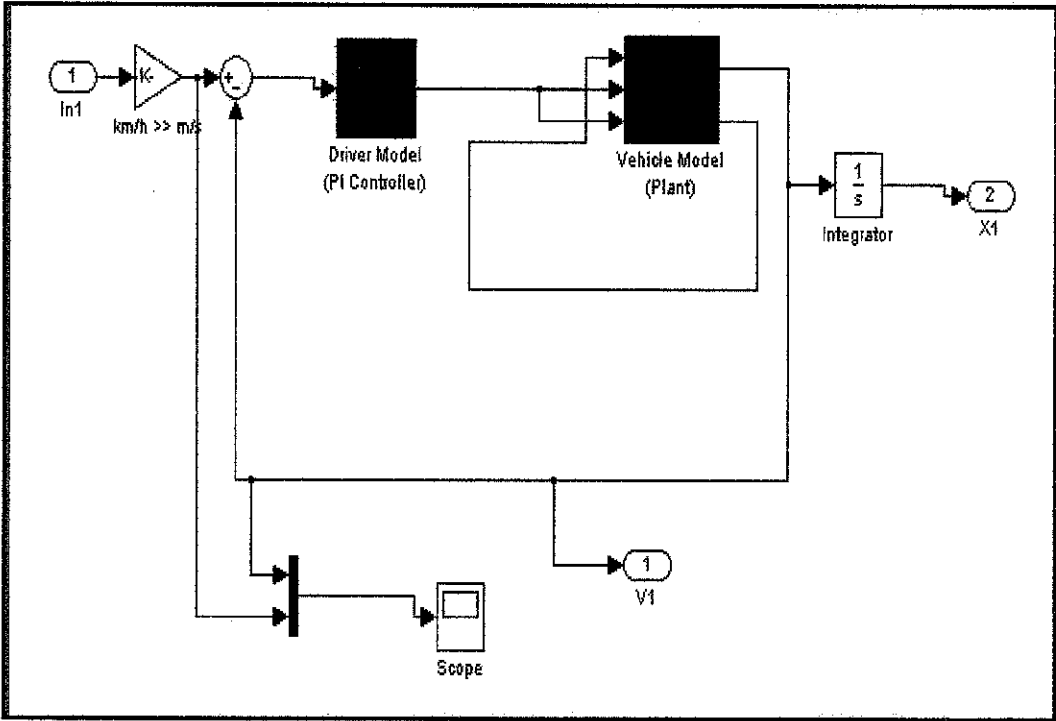 1
In1
K-
km/h >> m/s
+
-
Driver Model
(PI Controller)
Vehicle Model
(Plant)
1
s
Integrator
2
X1
1
V1
Scope